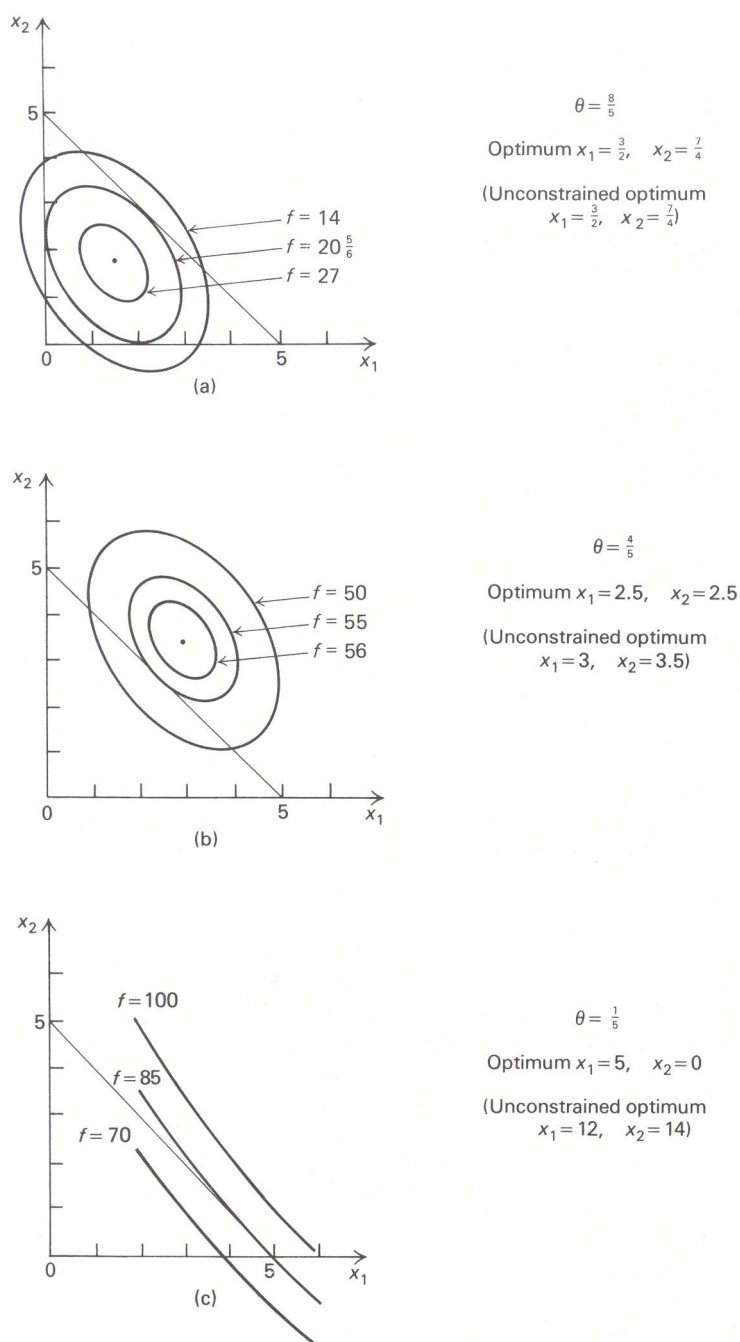 x₂
5
θ = 8/5
Optimum x₁ = 3/2, x₂ = 7/4
(Unconstrained optimum
x₁ = 3/2, x₂ = 7/4)
f = 14
f = 20 5/6
f = 27
0
5
x₁
(a)
x₂
5
θ = 4/5
Optimum x₁ = 2.5, x₂ = 2.5
(Unconstrained optimum
x₁ = 3, x₂ = 3.5)
f = 50
f = 55
f = 56
0
5
x₁
(b)
x₂
f = 100
5
θ = 1/5
Optimum x₁ = 5, x₂ = 0
(Unconstrained optimum
x₁ = 12, x₂ = 14)
f = 85
f = 70
0
5
x₁
(c)